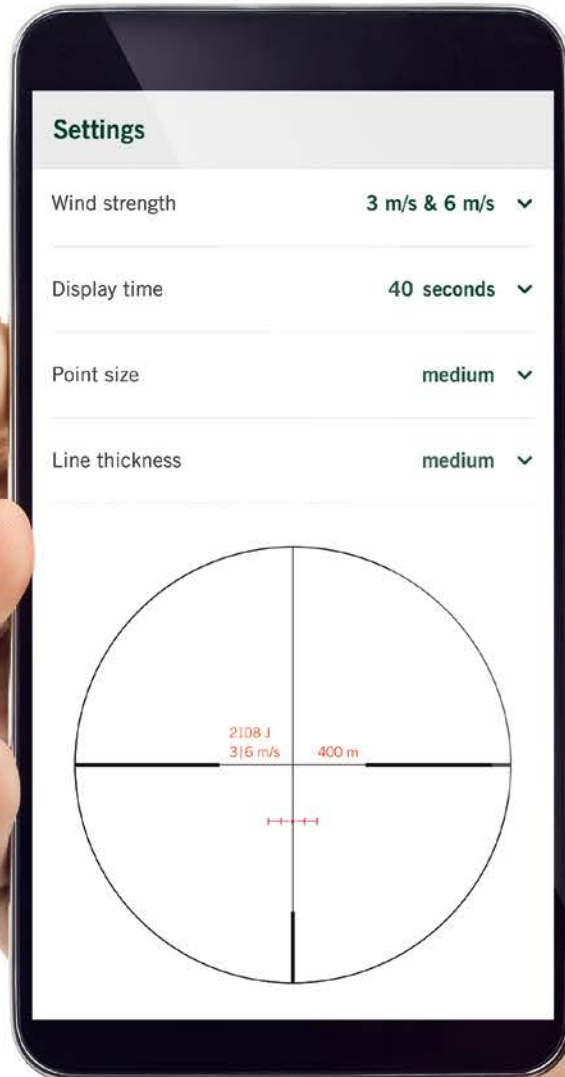 Settings
Wind strength 3 m/s & 6 m/s
Display time 40 seconds
Point size medium
Line thickness medium
2108 J
3|6 m/s 400 m